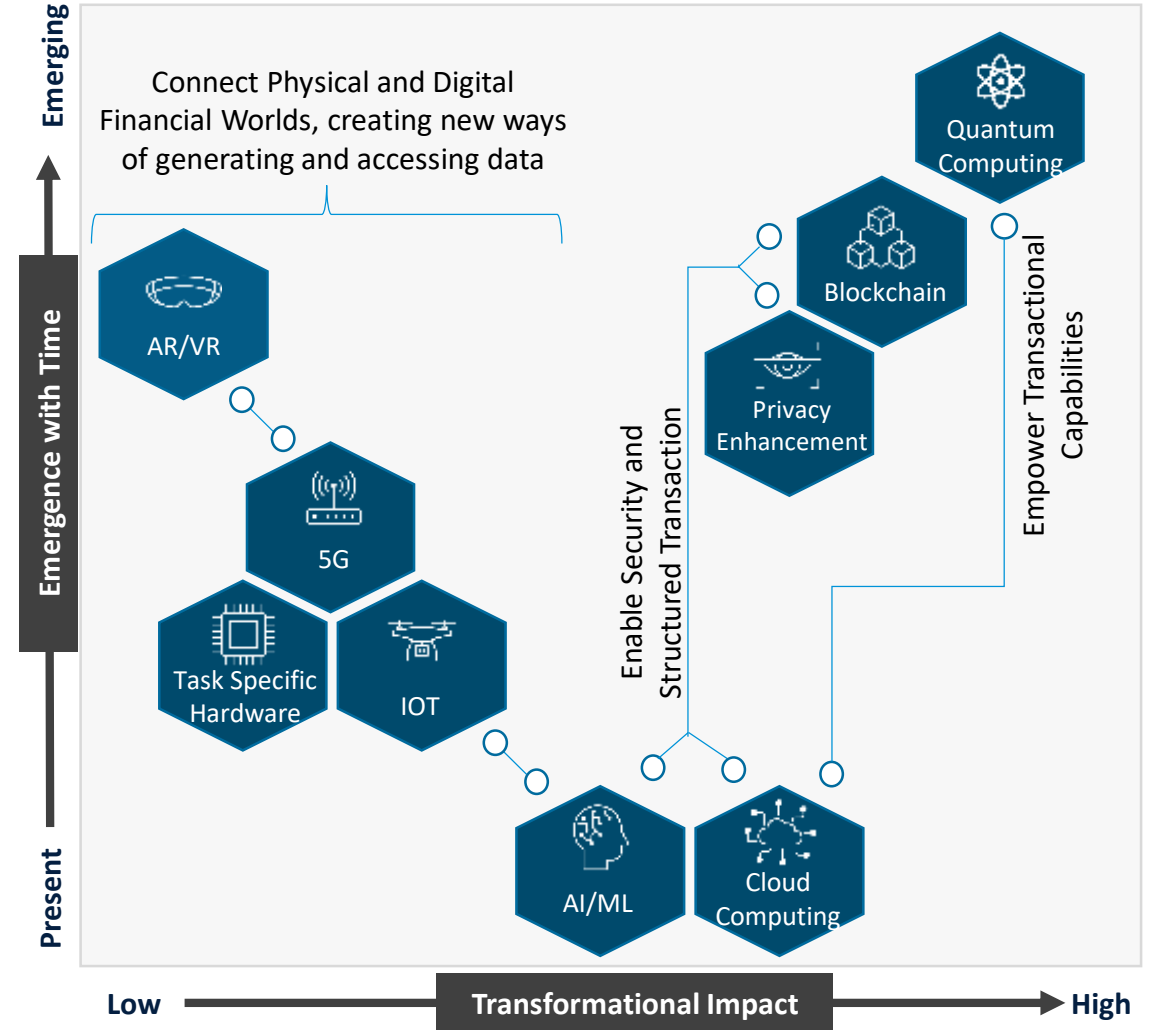 Emerging
Connect Physical and Digital
Financial Worlds, creating new ways
of generating and accessing data
Quantum
Computing
Blockchain
AR/VR
Privacy
Enhancement
Empower Transactional
Capabilities
Emergence with Time
5G
Enable Security and
Structured Transaction
Task Specific
Hardware
IOT
AI/ML
Cloud
Computing
Present
Low
Transformational Impact
High